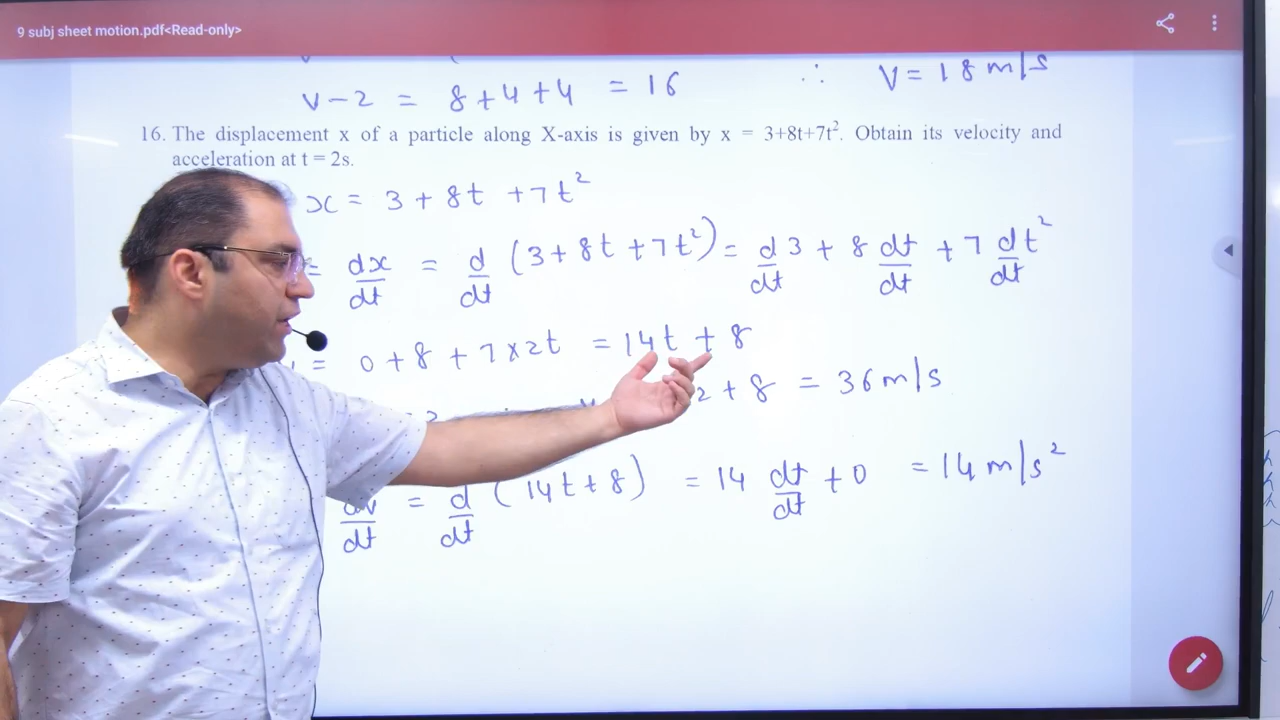 9 subj sheet motion.pdf<Read-only>
v-2 = 8+4+4 = 16 ∴ V= 18 m/s
16. The displacement x of a particle along X-axis is given by x = 3+8t+7t². Obtain its velocity and
acceleration at t = 2s.
x = 3 + 8t +7t²
= dx/dt = d/dt (3+8t+7t²) = d/dt 3 + 8 dt/dt + 7 dt²/dt
= 0+8+7×2t = 14t + 8
2 + 8 = 36 m/s
dv/dt = d/dt (14t+8) = 14 dt/dt + 0 = 14 m/s²